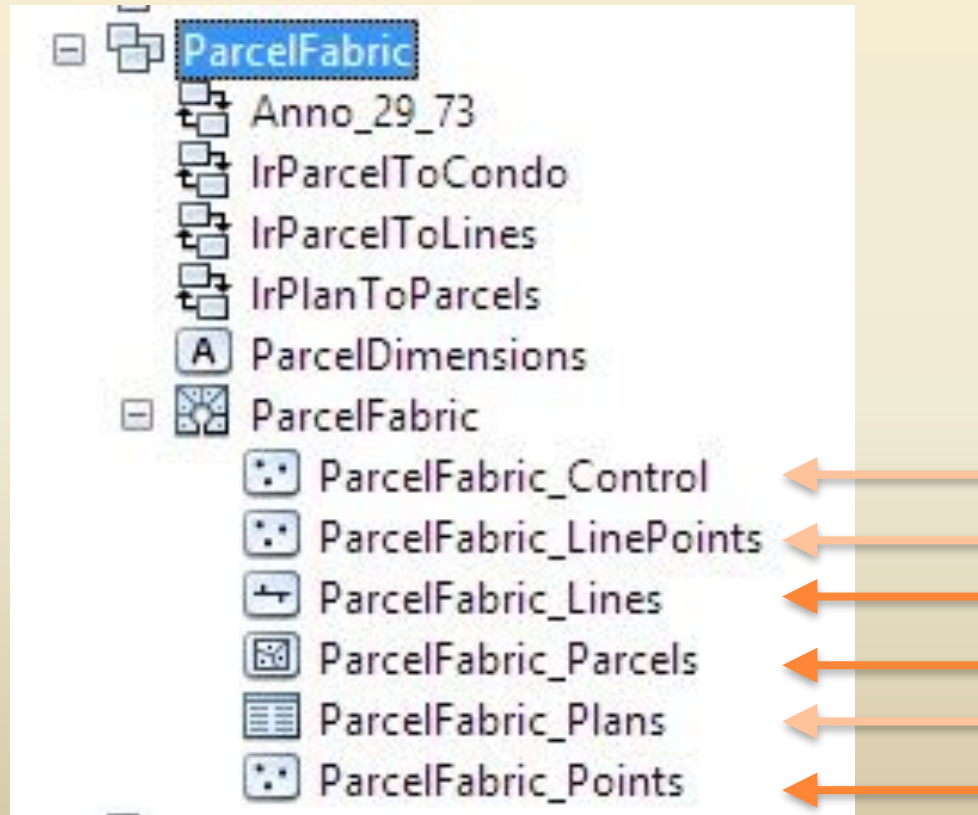 ParcelFabric
Anno_29_73
IrParcelToCondo
IrParcelToLines
IrPlanToParcels
A ParcelDimensions
ParcelFabric
ParcelFabric_Control
ParcelFabric_LinePoints
ParcelFabric_Lines
ParcelFabric_Parcels
ParcelFabric_Plans
ParcelFabric_Points